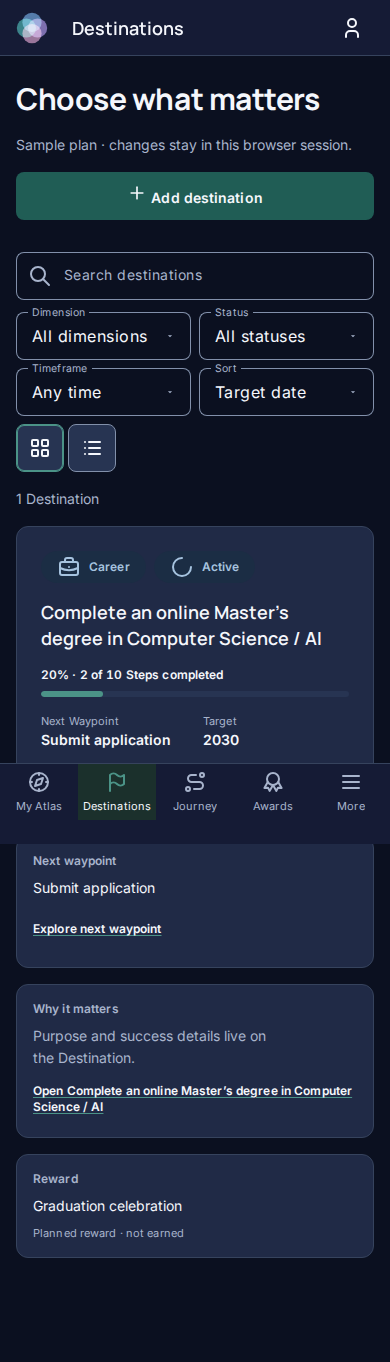 Destinations
Choose what matters
Sample plan · changes stay in this browser session.
Add destination
Search destinations
Dimension
All dimensions
Status
All statuses
Timeframe
Any time
Sort
Target date
1 Destination
Career
Active
Complete an online Master's
degree in Computer Science / AI
20% · 2 of 10 Steps completed
Next Waypoint
Submit application
Target
2030
My Atlas
Destinations
Journey
Awards
More
Next waypoint
Submit application
Explore next waypoint
Why it matters
Purpose and success details live on
the Destination.
Open Complete an online Master's degree in Computer
Science / AI
Reward
Graduation celebration
Planned reward · not earned